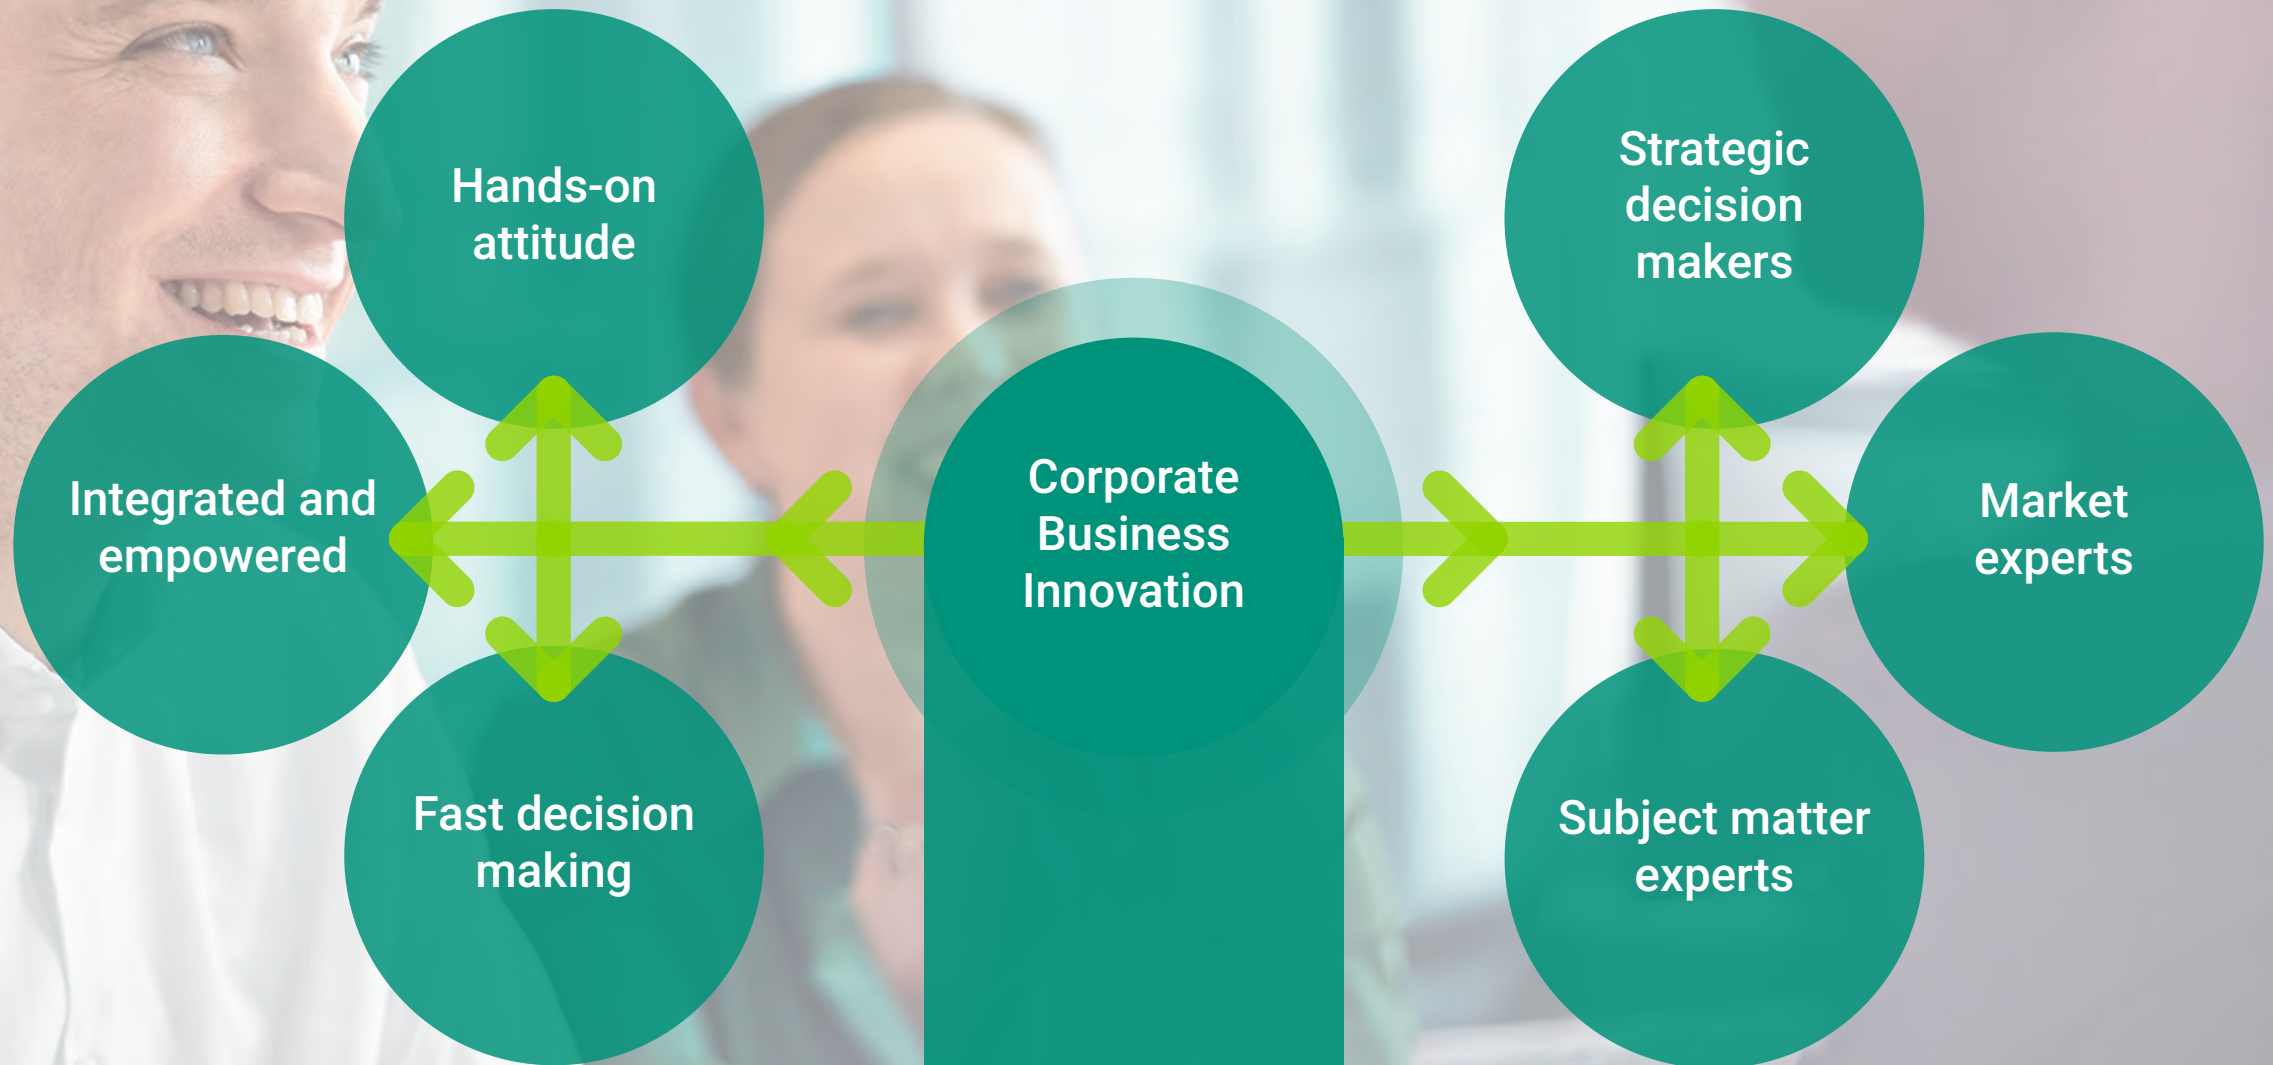 Hands-on
attitude
Integrated and
empowered
Fast decision
making
Corporate
Business
Innovation
Strategic
decision
makers
Market
experts
Subject matter
experts